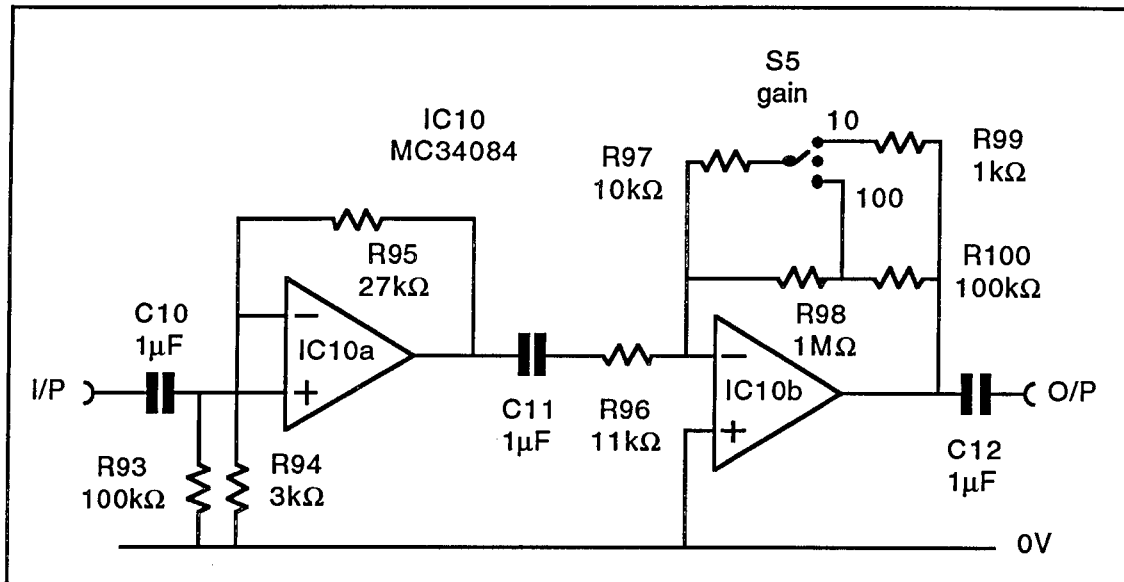 S5
gain
IC10
MC34084
10
100
R97
10kΩ
R99
1kΩ
R95
27kΩ
R98
1MΩ
R100
100kΩ
C10
1µF
IC10a
−
+
I/P
C11
1µF
R96
11kΩ
IC10b
−
+
O/P
C12
1µF
R93
100kΩ
R94
3kΩ
0V